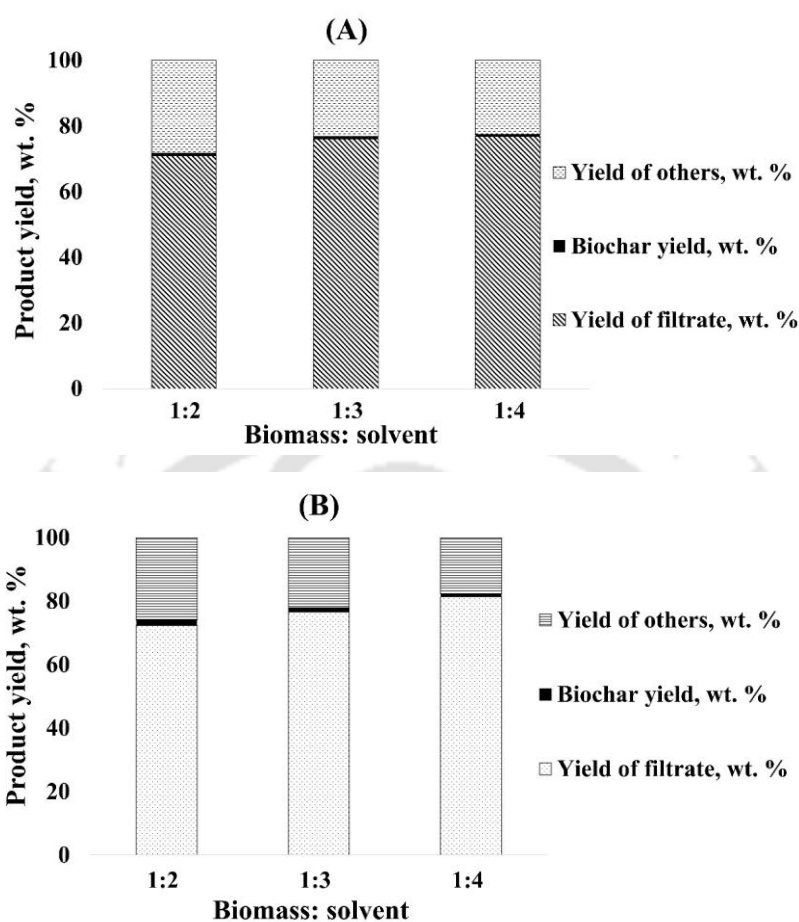 (A)
Product yield, wt. %
100
80
60
40
20
0
1:2 1:3 1:4
Biomass: solvent
Yield of others, wt. %
Biochar yield, wt. %
Yield of filtrate, wt. %
(B)
Product yield, wt. %
100
80
60
40
20
0
1:2 1:3 1:4
Biomass: solvent
Yield of others, wt. %
Biochar yield, wt. %
Yield of filtrate, wt. %